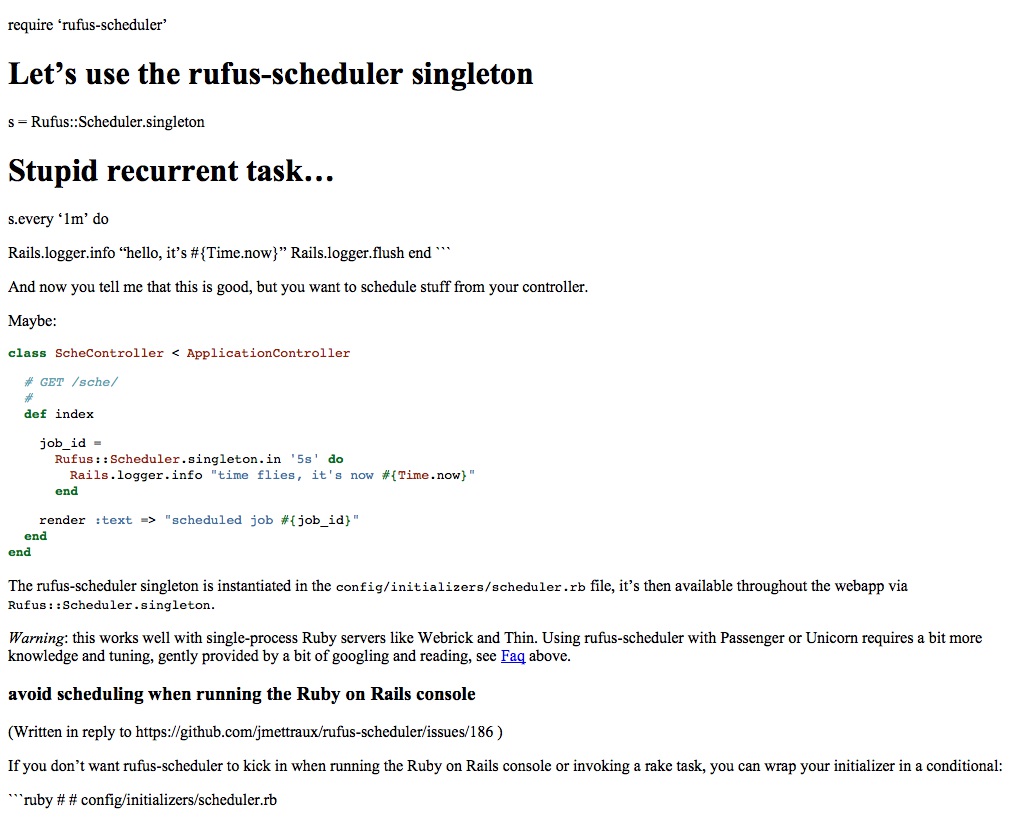 require ‘rufus-scheduler’
Let’s use the rufus-scheduler singleton
s = Rufus::Scheduler.singleton
Stupid recurrent task…
s.every ‘1m’ do
Rails.logger.info “hello, it’s #{Time.now}” Rails.logger.flush end ```
And now you tell me that this is good, but you want to schedule stuff from your controller.
Maybe:
class ScheController < ApplicationController
# GET /sche/
#
def index
job_id =
Rufus::Scheduler.singleton.in '5s' do
Rails.logger.info "time flies, it's now #{Time.now}"
end
render :text => "scheduled job #{job_id}"
end
end
The rufus-scheduler singleton is instantiated in the config/initializers/scheduler.rb file, it’s then available throughout the webapp via
Rufus::Scheduler.singleton.
Warning: this works well with single-process Ruby servers like Webrick and Thin. Using rufus-scheduler with Passenger or Unicorn requires a bit more
knowledge and tuning, gently provided by a bit of googling and reading, see Faq above.
avoid scheduling when running the Ruby on Rails console
(Written in reply to https://github.com/jmettraux/rufus-scheduler/issues/186 )
If you don’t want rufus-scheduler to kick in when running the Ruby on Rails console or invoking a rake task, you can wrap your initializer in a conditional:
```ruby # # config/initializers/scheduler.rb